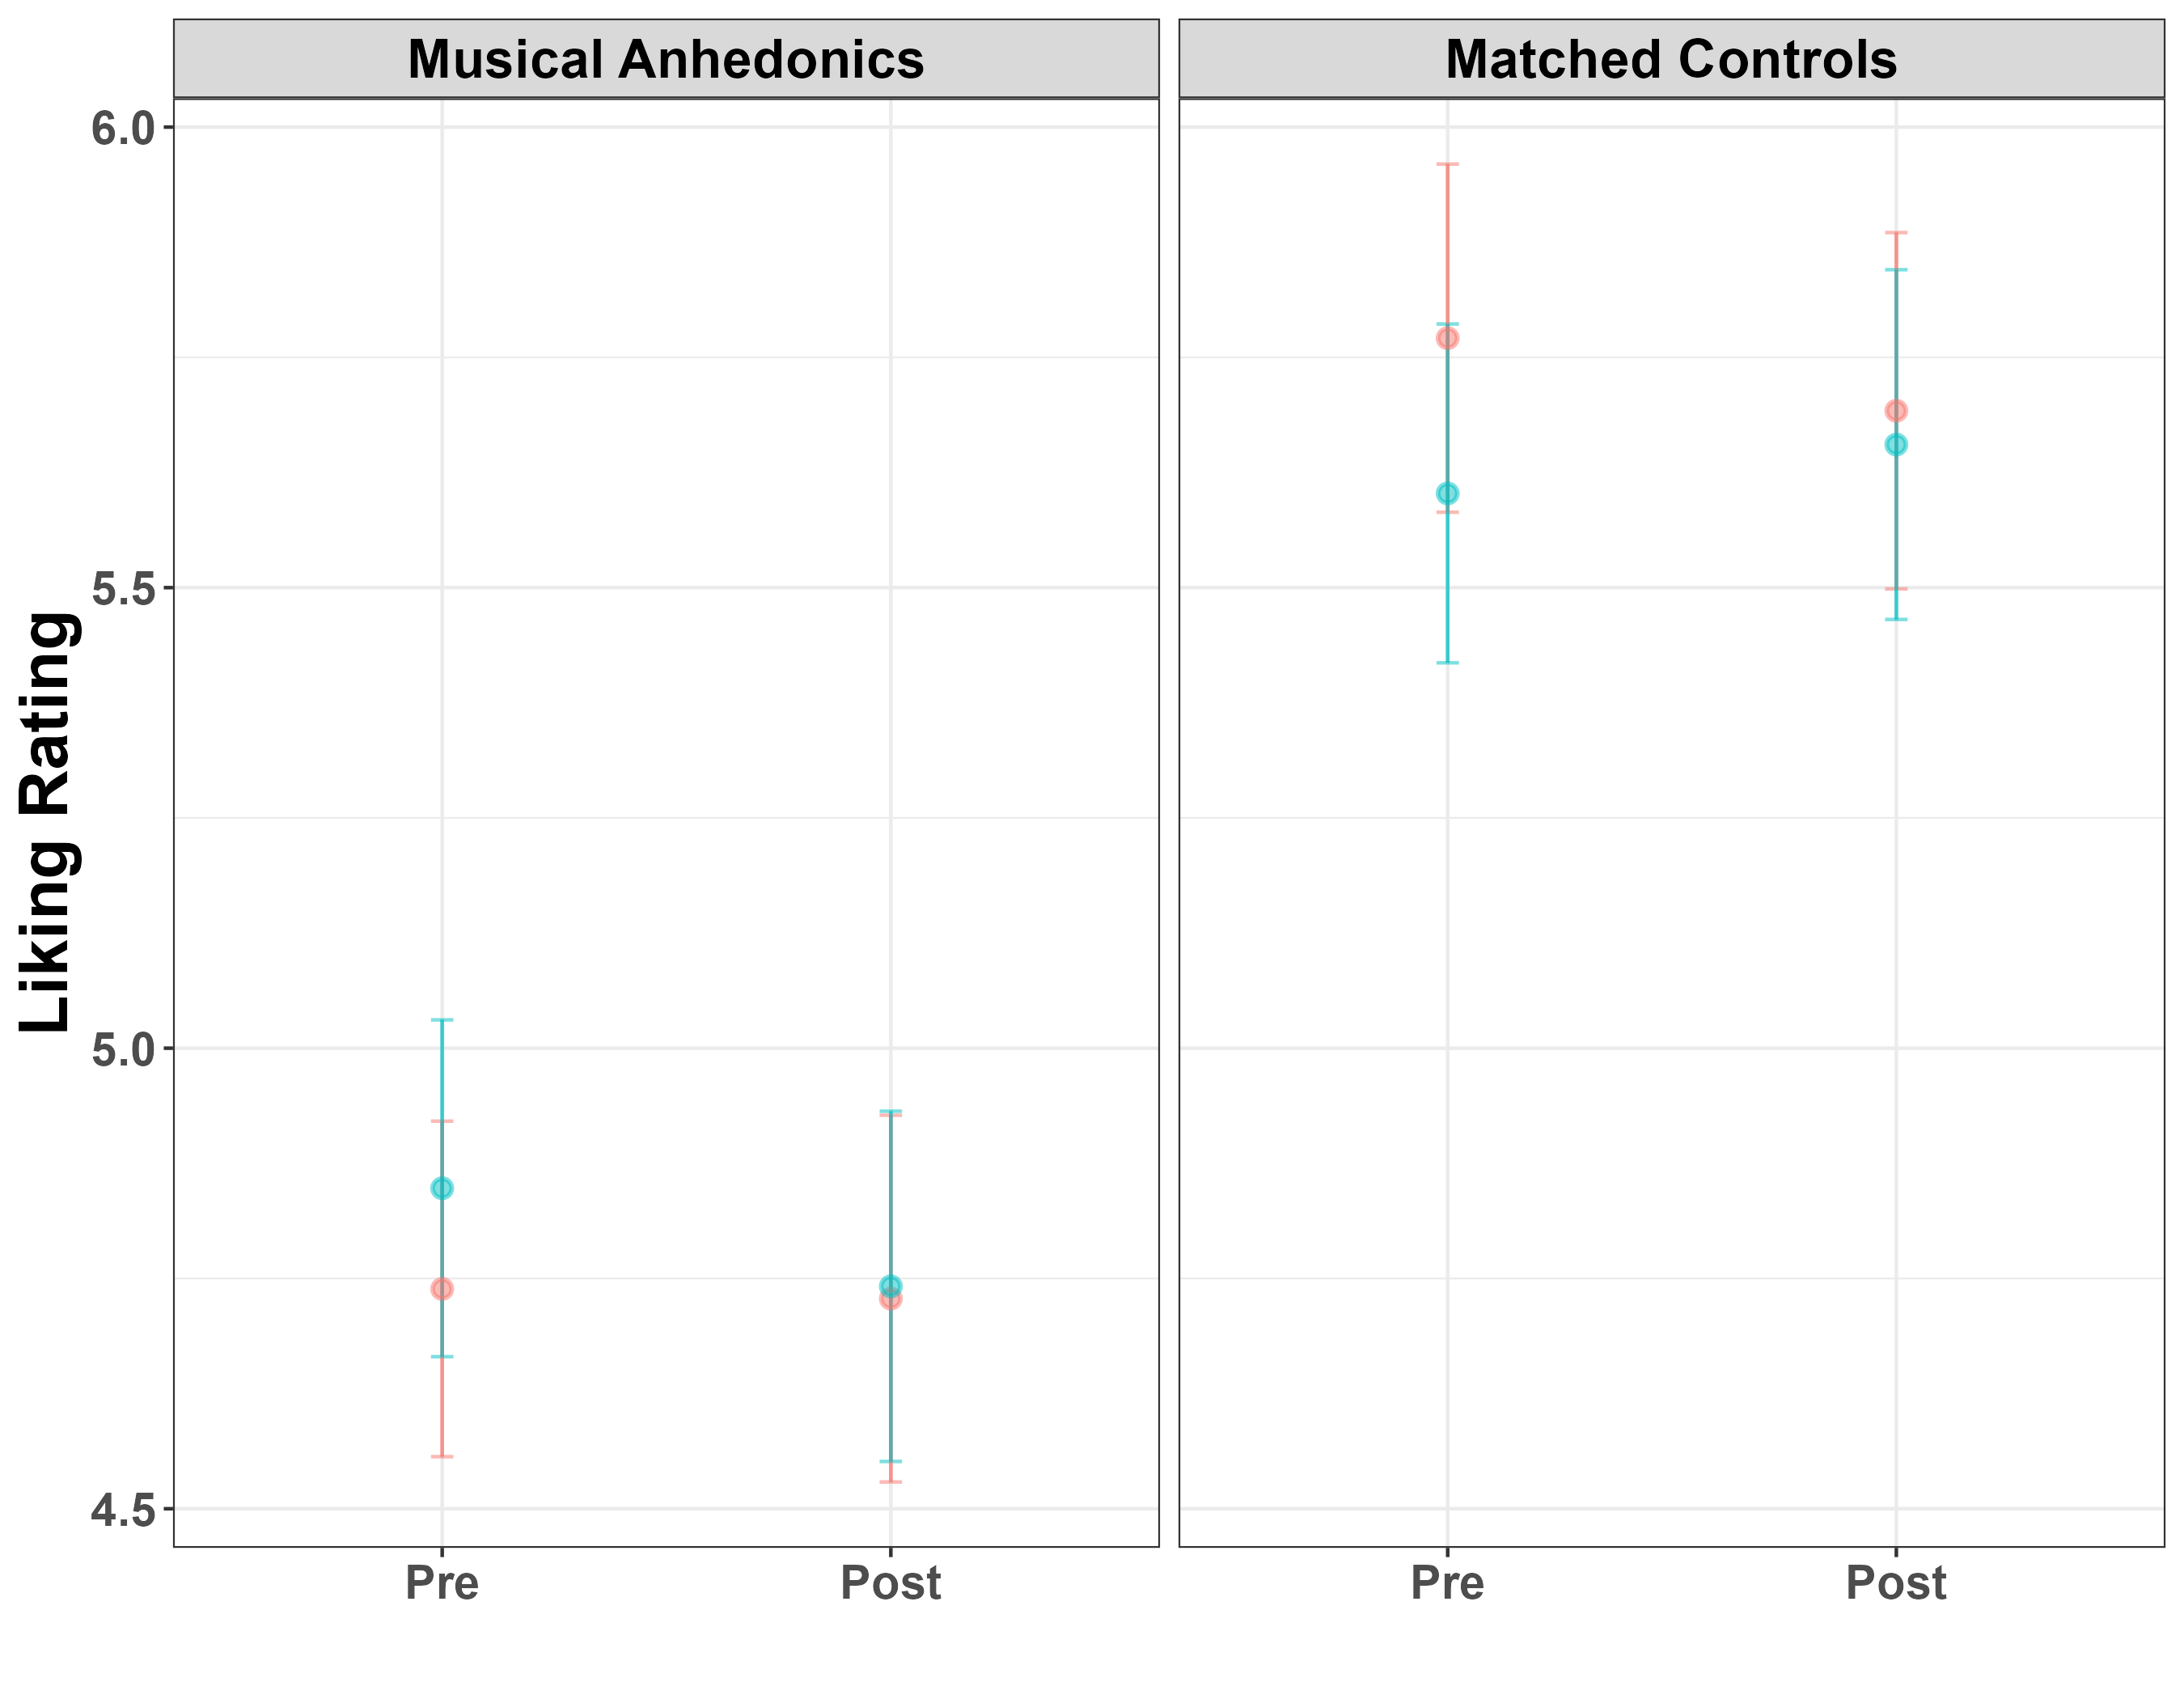 Musical Anhedonics
Matched Controls
Liking Rating
6.0
5.5
5.0
4.5
Pre
Post
Pre
Post